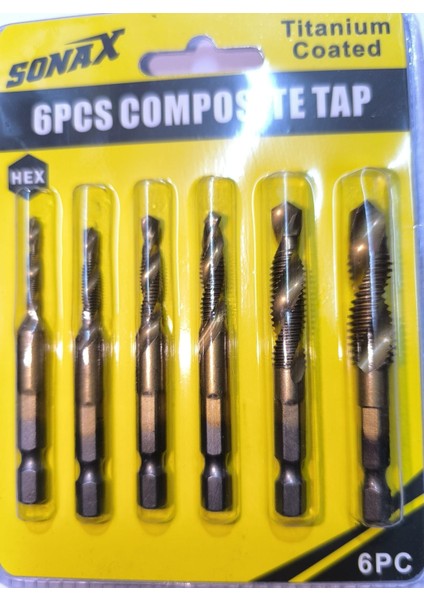 SONAX
Titanium
Coated
6PCS COMPOSITE TAP
HEX
6PC